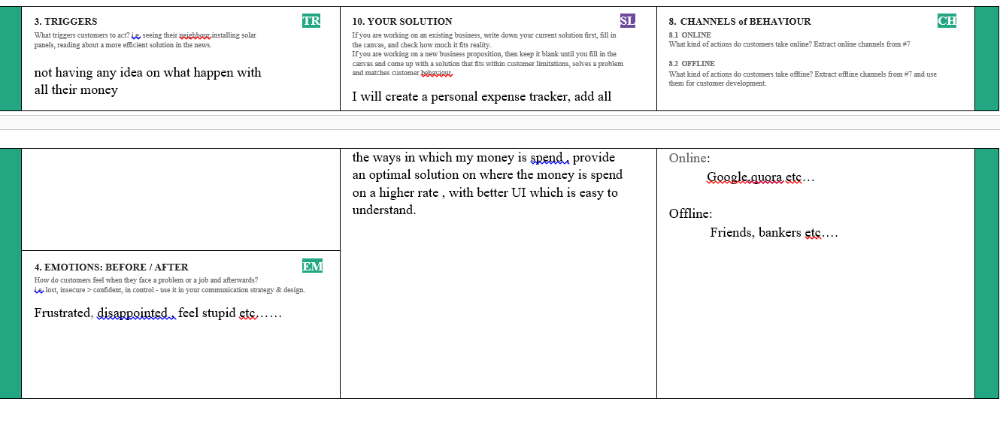 3. TRIGGERS
TR
What triggers customers to act? i.e. seeing their neighbour installing solar
panels, reading about a more efficient solution in the news.
not having any idea on what happen with
all their money
10. YOUR SOLUTION
SL
If you are working on an existing business, write down your current solution first, fill in
the canvas, and check how much it fits reality.
If you are working on a new business proposition, then keep it blank until you fill in the
canvas and come up with a solution that fits within customer limitations, solves a problem
and matches customer behaviour.
I will create a personal expense tracker, add all
8. CHANNELS of BEHAVIOUR
CH
8.1 ONLINE
What kind of actions do customers take online? Extract online channels from #7
8.2 OFFLINE
What kind of actions do customers take offline? Extract offline channels from #7 and use
them for customer development.
4. EMOTIONS: BEFORE / AFTER
EM
How do customers feel when they face a problem or a job and afterwards?
i.e. lost, insecure > confident, in control - use it in your communication strategy & design.
Frustrated, disappointed , feel stupid etc……
the ways in which my money is spend , provide
an optimal solution on where the money is spend
on a higher rate , with better UI which is easy to
understand.
Online:
Google,quora etc…
Offline:
Friends, bankers etc….